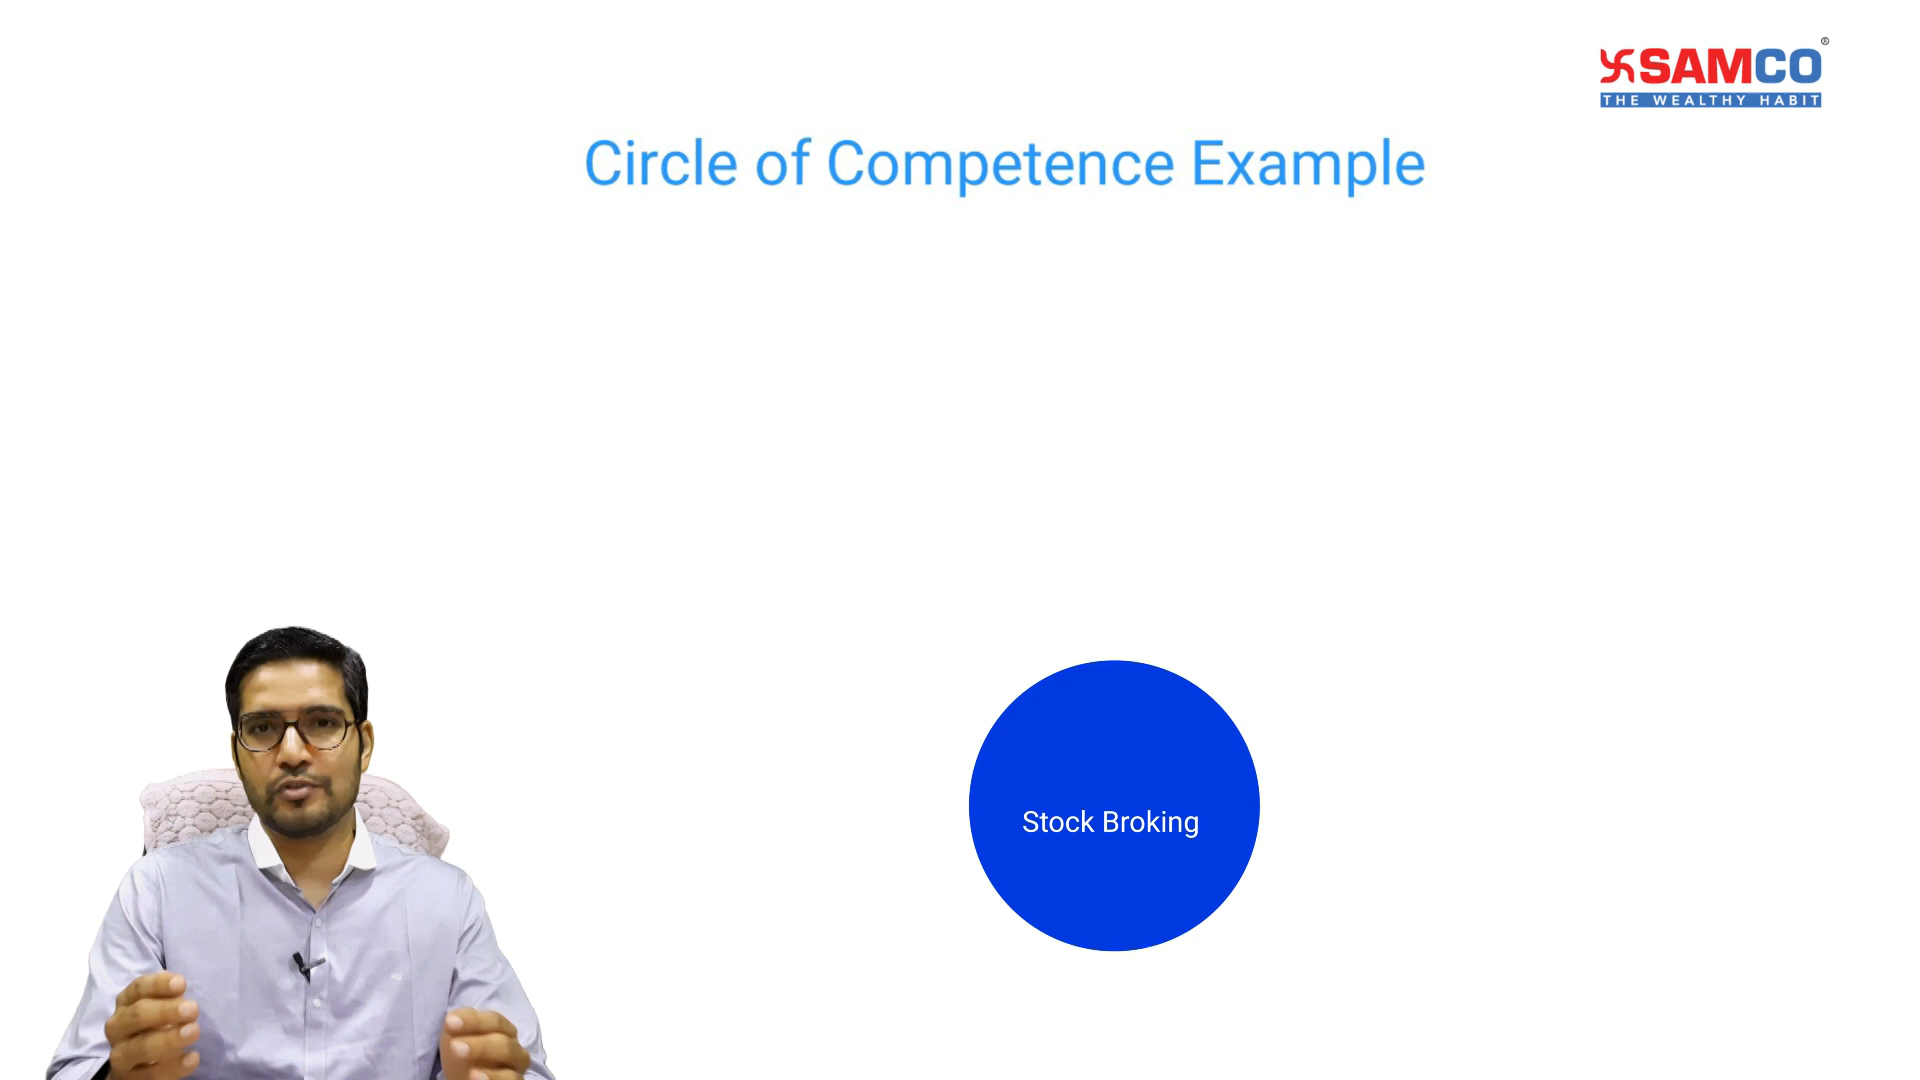 SAMCO®
THE WEALTHY HABIT
Circle of Competence Example
Stock Broking